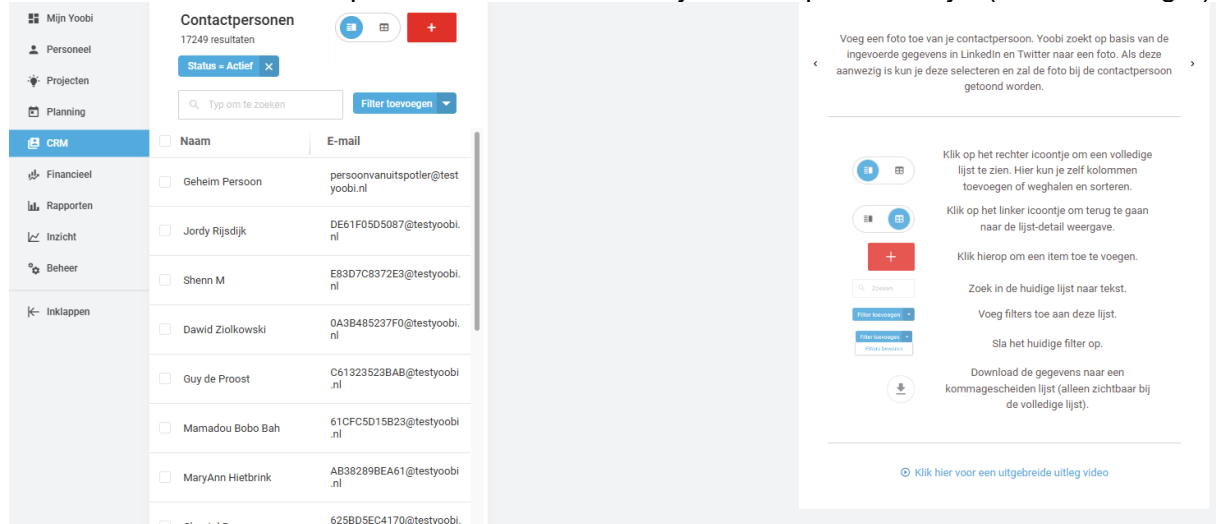 Mijn Yoobi
Personeel
Projecten
Planning
CRM
Financieel
Rapporten
Inzicht
Beheer
Inklappen
Contactpersonen
17249 resultaten
Status = Actief
Typ om te zoeken
Filter toevoegen
Naam E-mail
Geheim Persoon persoonvanuitspotler@test
yoobi.nl
Jordy Rijsdijk DE61F05D5087@testyoobi.
nl
Shenn M E83D7C8372E3@testyoobi.
nl
Dawid Ziolkowski 0A3B485237F0@testyoobi.
nl
Guy de Proost C61323523BAB@testyoobi
.nl
Mamadou Bobo Bah 61CFC5D15B23@testyoobi
.nl
MaryAnn Hietbrink AB38289BEA61@testyoobi
.nl
625BD5EC4170@testyoobi.
Voeg een foto toe van je contactpersoon. Yoobi zoekt op basis van de
ingevoerde gegevens in LinkedIn en Twitter naar een foto. Als deze
aanwezig is kun je deze selecteren en zal de foto bij de contactpersoon
getoond worden.
Klik op het rechter icoontje om een volledige
lijst te zien. Hier kun je zelf kolommen
toevoegen of weghalen en sorteren.
Klik op het linker icoontje om terug te gaan
naar de lijst-detail weergave.
Klik hierop om een item toe te voegen.
Zoeken
Zoek in de huidige lijst naar tekst.
Filter toevoegen
Voeg filters toe aan deze lijst.
Filter toevoegen
Filters bewaren
Sla het huidige filter op.
Download de gegevens naar een
kommagescheiden lijst (alleen zichtbaar bij
de volledige lijst).
Klik hier voor een uitgebreide uitleg video